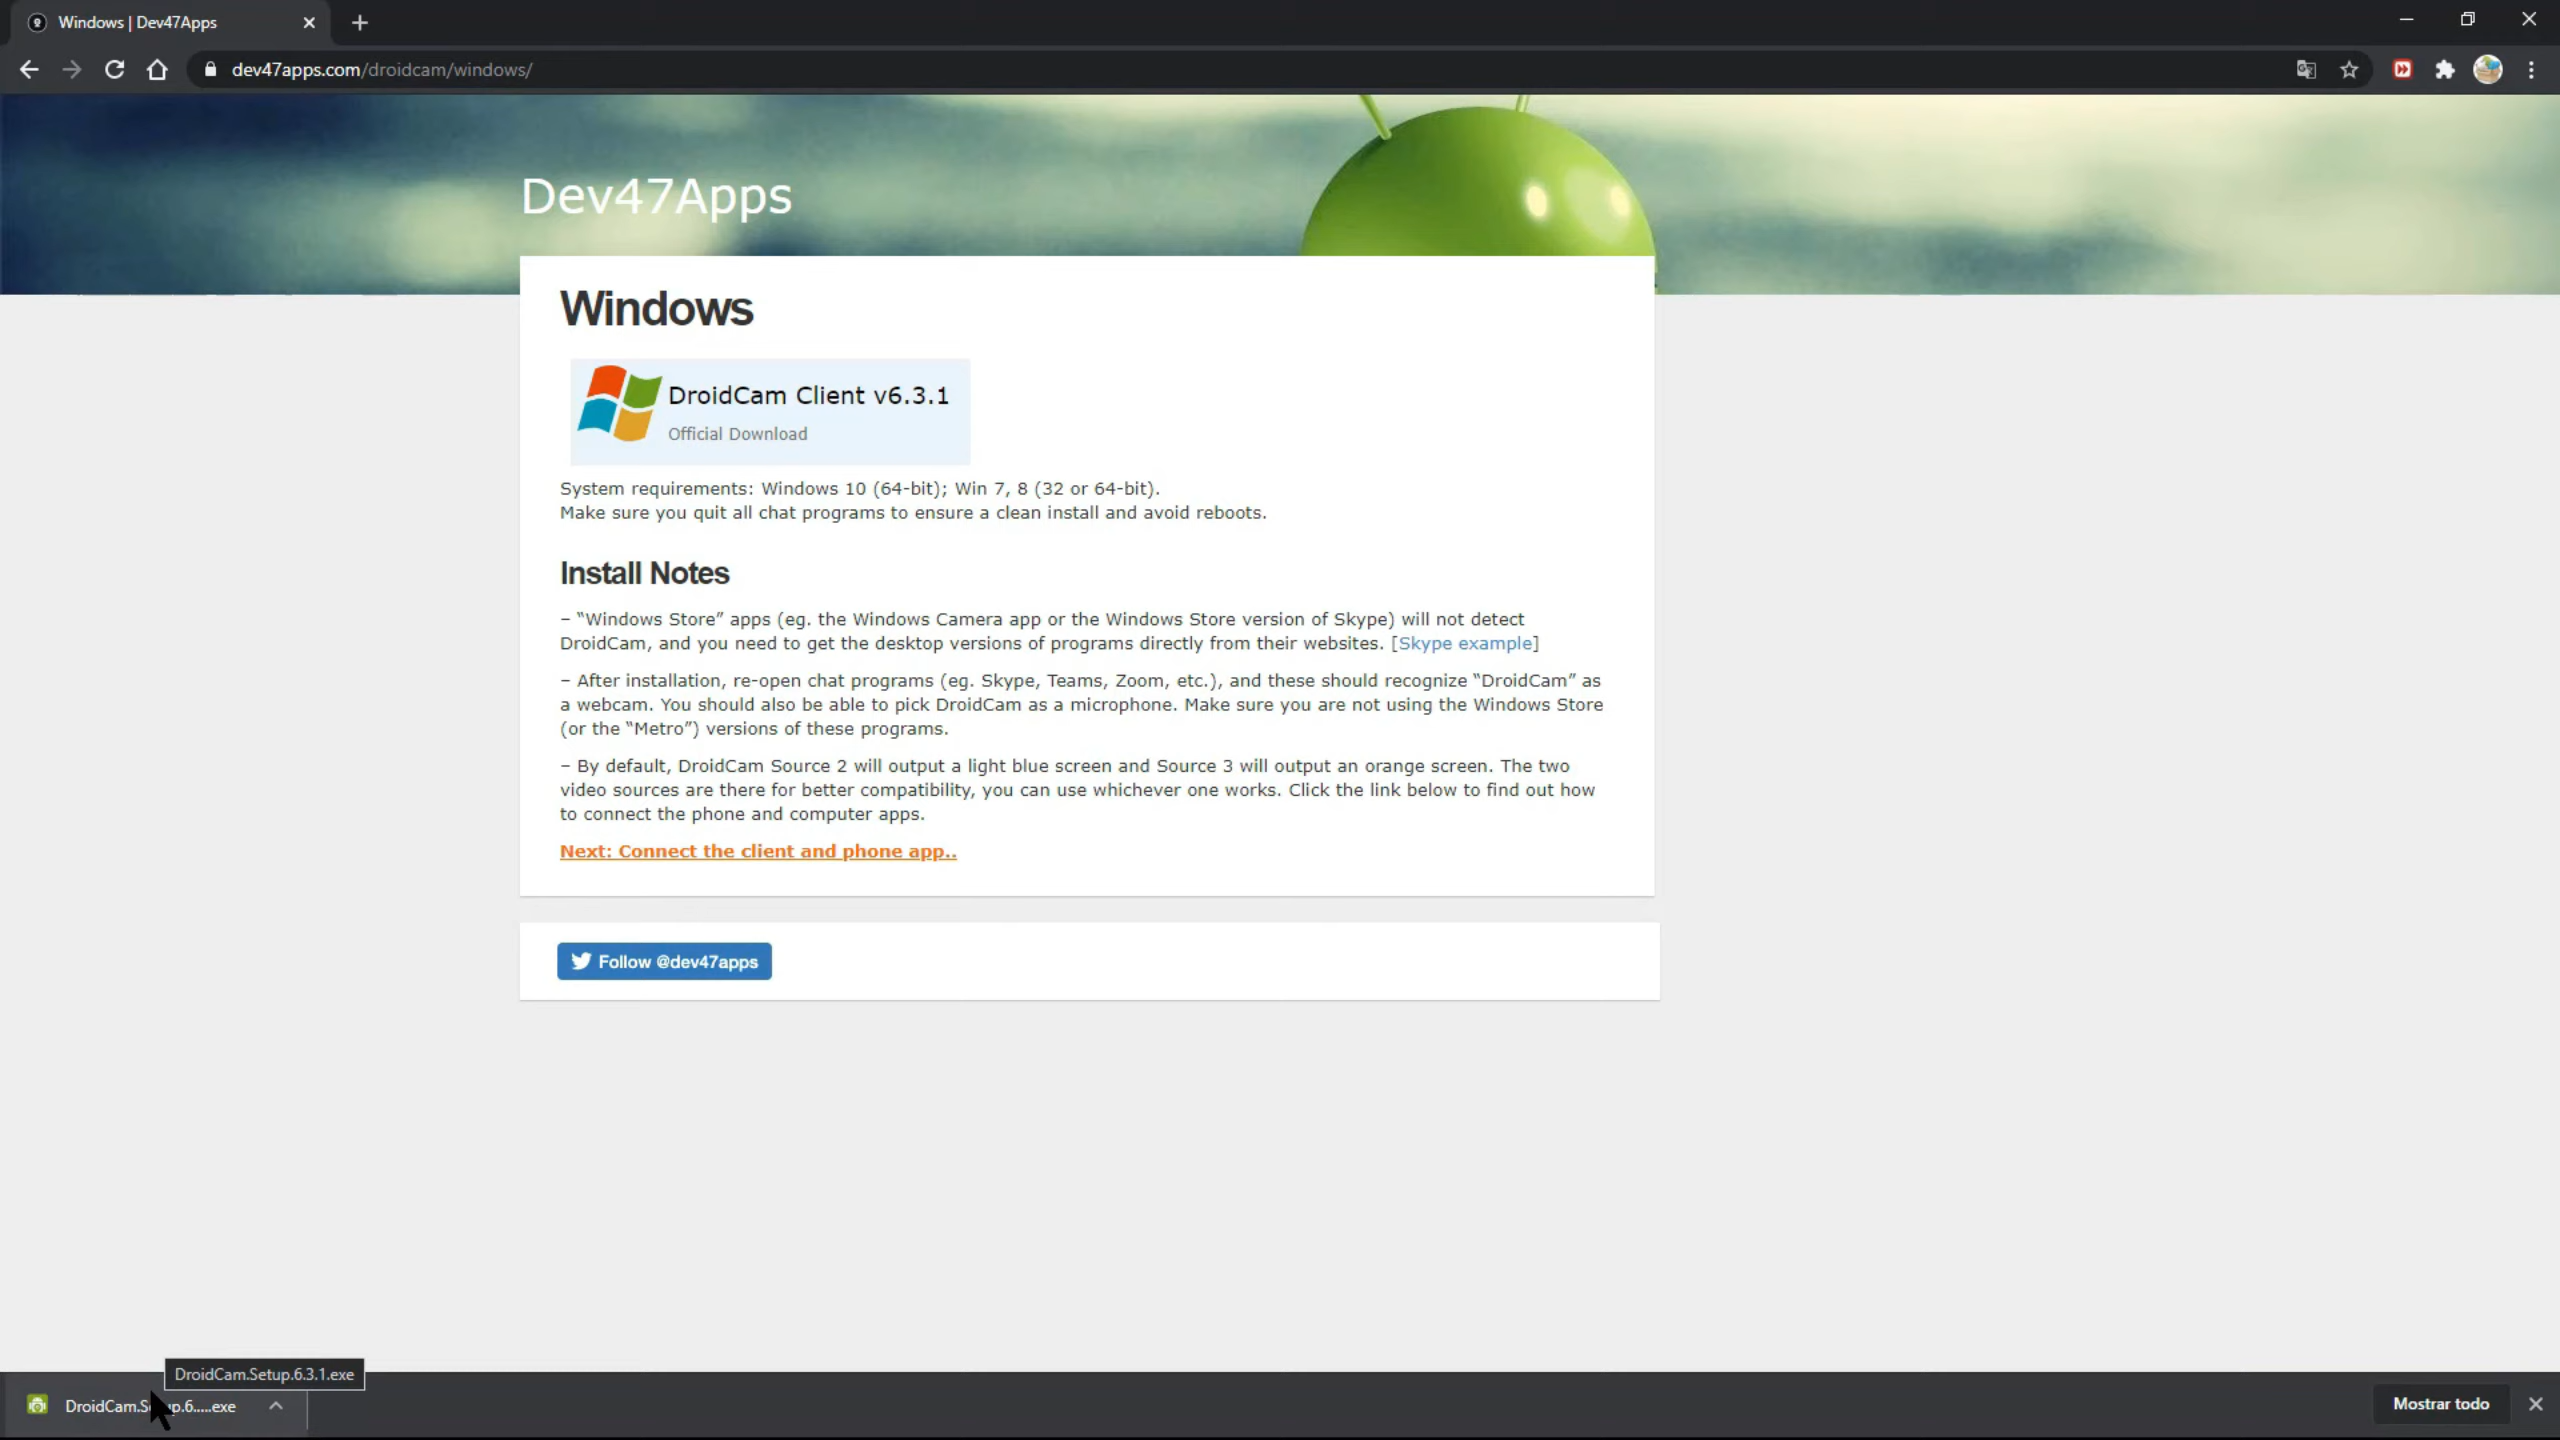 Windows | Dev47Apps
dev47apps.com/droidcam/windows/
Dev47Apps
Windows
DroidCam Client v6.3.1
Official Download
System requirements: Windows 10 (64-bit); Win 7, 8 (32 or 64-bit).
Make sure you quit all chat programs to ensure a clean install and avoid reboots.
Install Notes
– “Windows Store” apps (eg. the Windows Camera app or the Windows Store version of Skype) will not detect
DroidCam, and you need to get the desktop versions of programs directly from their websites. [Skype example]
– After installation, re-open chat programs (eg. Skype, Teams, Zoom, etc.), and these should recognize “DroidCam” as
a webcam. You should also be able to pick DroidCam as a microphone. Make sure you are not using the Windows Store
(or the “Metro”) versions of these programs.
– By default, DroidCam Source 2 will output a light blue screen and Source 3 will output an orange screen. The two
video sources are there for better compatibility, you can use whichever one works. Click the link below to find out how
to connect the phone and computer apps.
Next: Connect the client and phone app..
Follow @dev47apps
DroidCam.Setup.6.3.1.exe
DroidCam.Setup.6.....exe
Mostrar todo